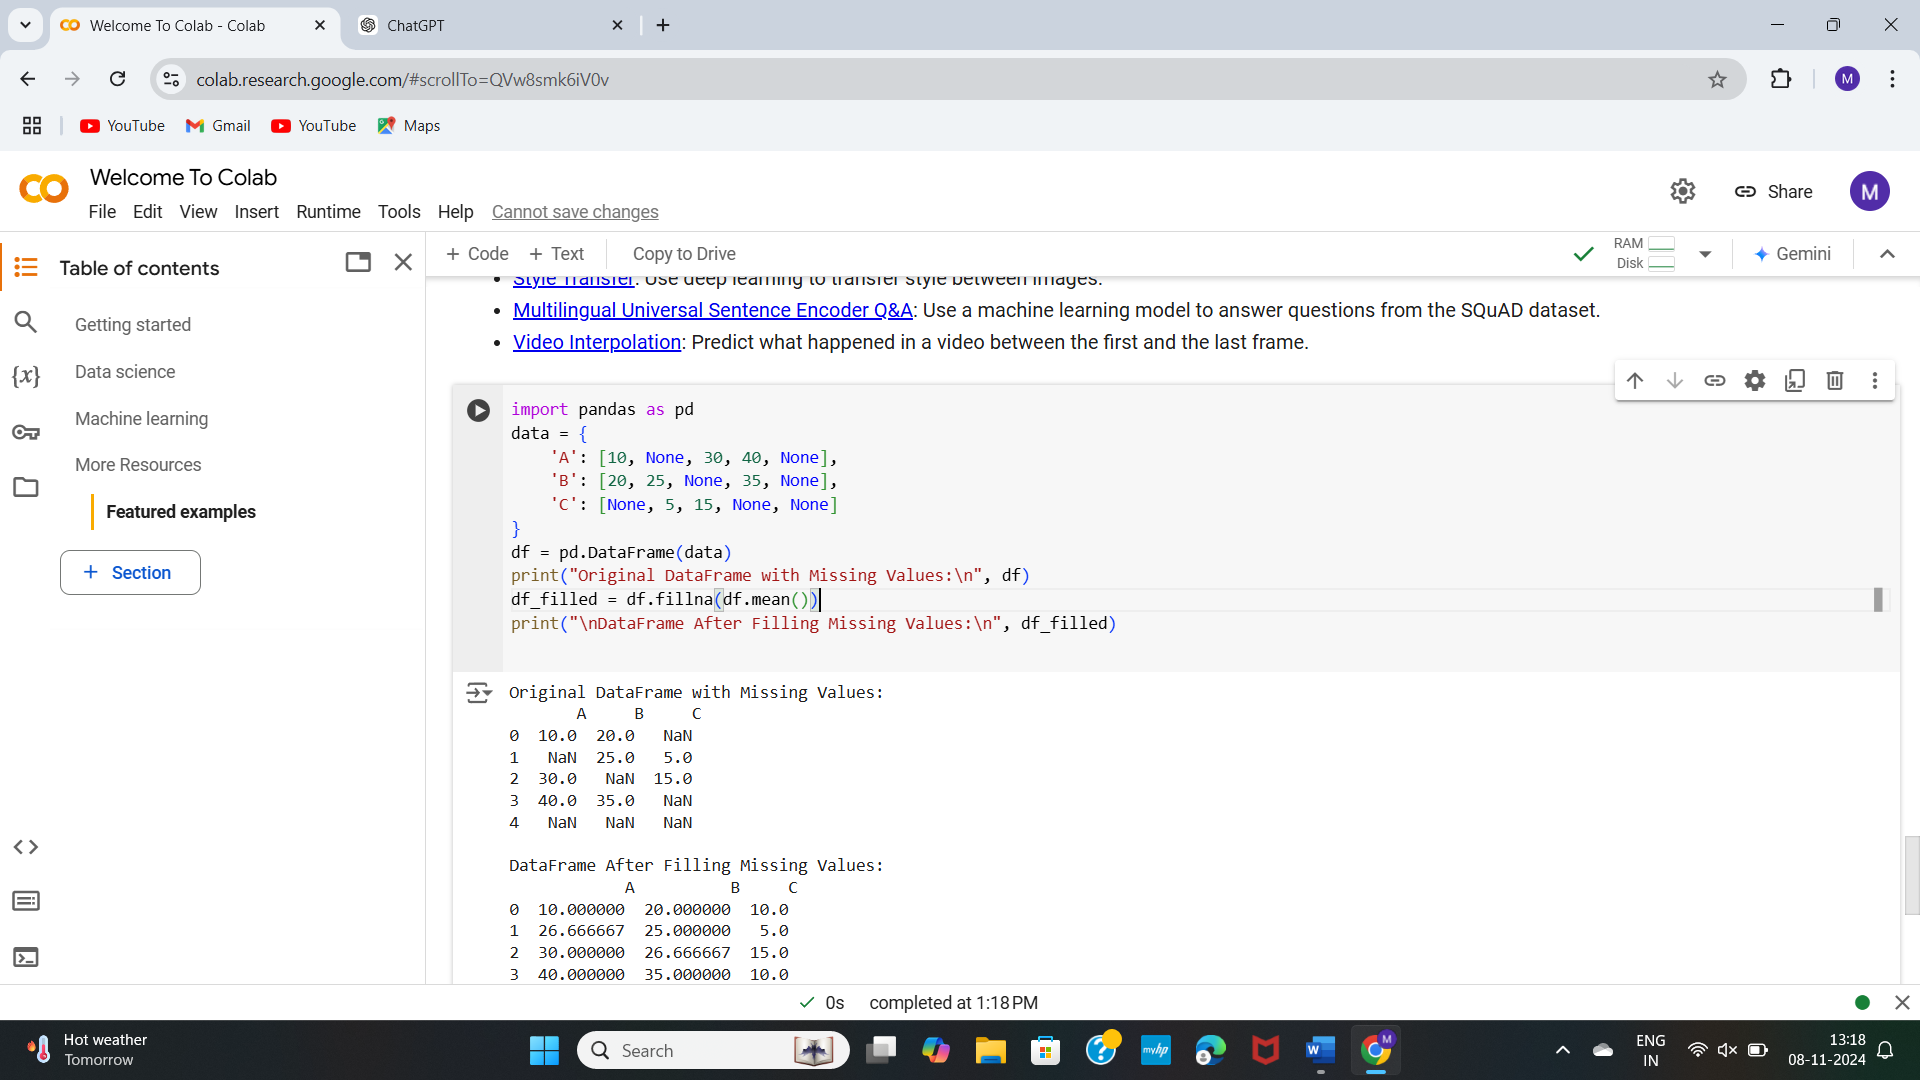 Welcome To Colab - Colab
ChatGPT
colab.research.google.com/#scrollTo=QVw8smk6iV0v
M
YouTube
Gmail
YouTube
Maps
Welcome To Colab
File Edit View Insert Runtime Tools Help Cannot save changes
Share
M
Table of contents
Getting started
Data science
Machine learning
More Resources
Featured examples
+ Section
+ Code + Text Copy to Drive
RAM
Disk
Gemini
• Style Transfer: Use deep learning to transfer style between images.
• Multilingual Universal Sentence Encoder Q&A: Use a machine learning model to answer questions from the SQuAD dataset.
• Video Interpolation: Predict what happened in a video between the first and the last frame.
import pandas as pd
data = {
    'A': [10, None, 30, 40, None],
    'B': [20, 25, None, 35, None],
    'C': [None, 5, 15, None, None]
}
df = pd.DataFrame(data)
print("Original DataFrame with Missing Values:\n", df)
df_filled = df.fillna(df.mean())
print("\nDataFrame After Filling Missing Values:\n", df_filled)
Original DataFrame with Missing Values:
       A     B     C
0  10.0  20.0   NaN
1   NaN  25.0   5.0
2  30.0   NaN  15.0
3  40.0  35.0   NaN
4   NaN   NaN   NaN
DataFrame After Filling Missing Values:
            A          B     C
0  10.000000  20.000000  10.0
1  26.666667  25.000000   5.0
2  30.000000  26.666667  15.0
3  40.000000  35.000000  10.0
0s completed at 1:18 PM
Hot weather
Tomorrow
Search
myhp
W
M
ENG
IN
13:18
08-11-2024